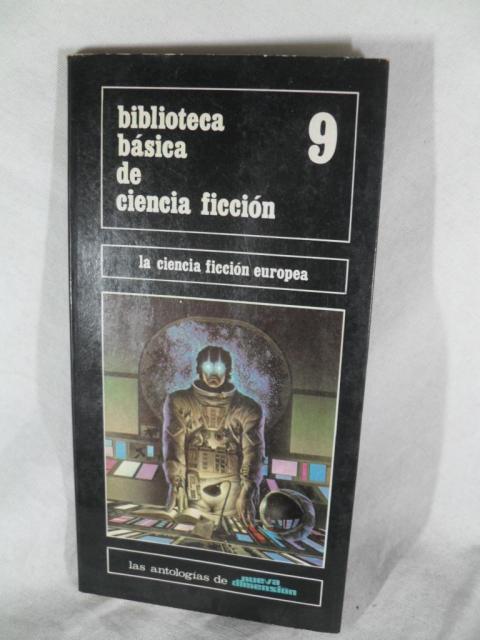 biblioteca
básica
de
ciencia ficción
9
la ciencia ficción europea
las antologías de nueva
dimensión